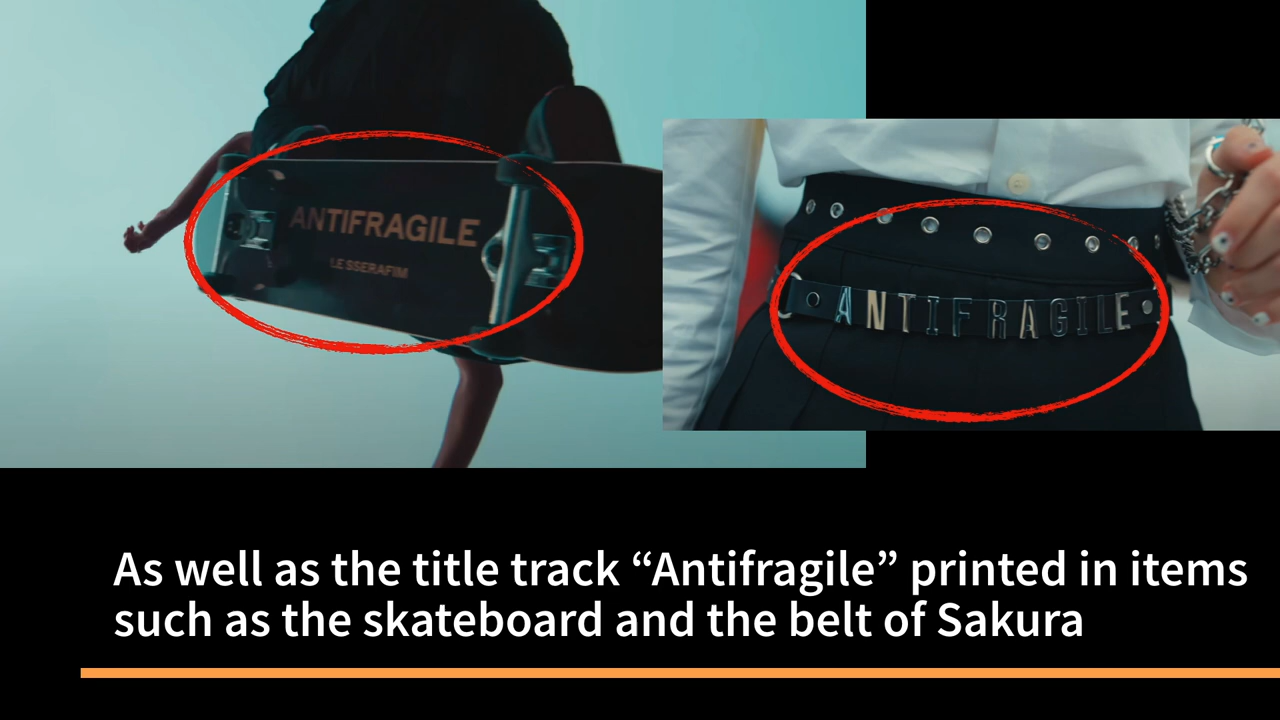 ANTIFRAGILE
LE SSERAFIM
ANTIFRAGILE
As well as the title track “Antifragile” printed in items
such as the skateboard and the belt of Sakura